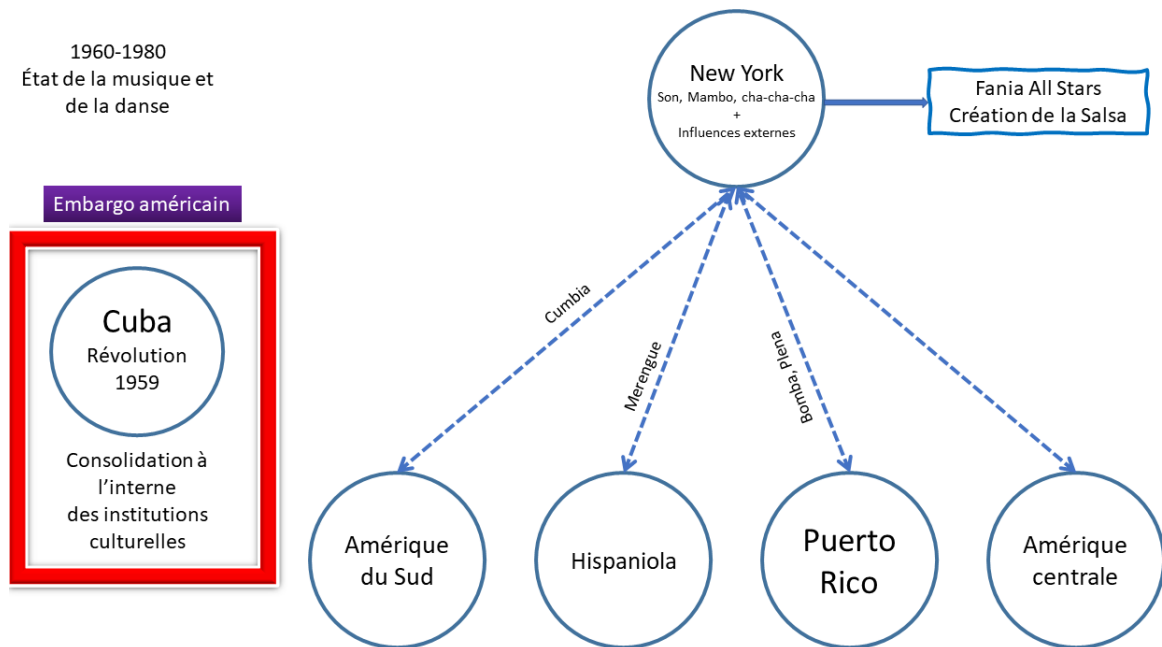 1960-1980
État de la musique et
de la danse
New York
Son, Mambo, cha-cha-cha
+
Influences externes
Fania All Stars
Création de la Salsa
Embargo américain
Cuba
Révolution
1959
Consolidation à
l’interne
des institutions
culturelles
Cumbia
Merengue
Bomba, Plena
Amérique
du Sud
Hispaniola
Puerto
Rico
Amérique
centrale